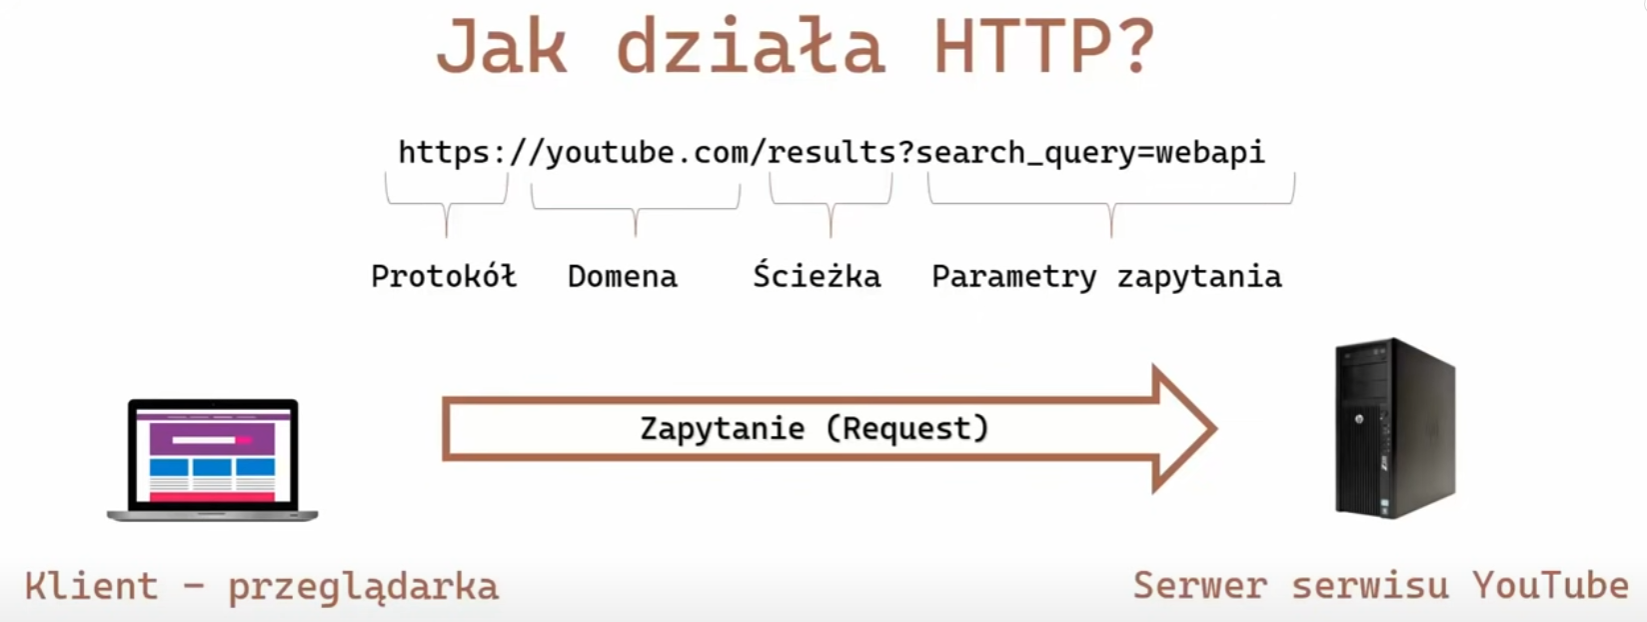 Jak działa HTTP?
https://youtube.com/results?search_query=webapi
Protokół Domena Ścieżka Parametry zapytania
Zapytanie (Request)
Klient – przeglądarka
Serwer serwisu YouTube